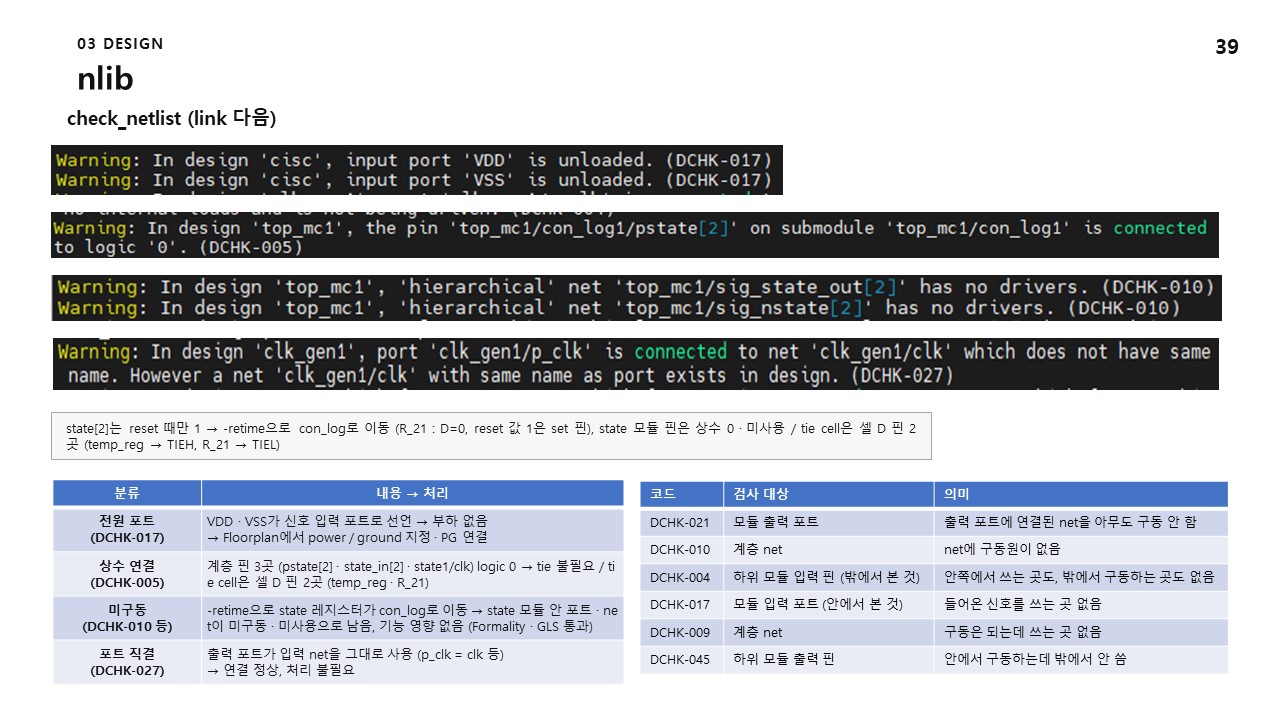 03 DESIGN
39
nlib
check_netlist (link 다음)
Warning: In design 'cisc', input port 'VDD' is unloaded. (DCHK-017)
Warning: In design 'cisc', input port 'VSS' is unloaded. (DCHK-017)
Warning: In design 'top_mc1', the pin 'top_mc1/con_log1/pstate[2]' on submodule 'top_mc1/con_log1' is connected
to logic '0'. (DCHK-005)
Warning: In design 'top_mc1', 'hierarchical' net 'top_mc1/sig_state_out[2]' has no drivers. (DCHK-010)
Warning: In design 'top_mc1', 'hierarchical' net 'top_mc1/sig_nstate[2]' has no drivers. (DCHK-010)
Warning: In design 'clk_gen1', port 'clk_gen1/p_clk' is connected to net 'clk_gen1/clk' which does not have same
name. However a net 'clk_gen1/clk' with same name as port exists in design. (DCHK-027)
state[2]는 reset 때만 1 → -retime으로 con_log로 이동 (R_21 : D=0, reset 값 1은 set 핀), state 모듈 핀은 상수 0 · 미사용 / tie cell은 셀 D 핀 2
곳 (temp_reg → TIEH, R_21 → TIEL)
분류 내용 → 처리
전원 포트
(DCHK-017)
VDD · VSS가 신호 입력 포트로 선언 → 부하 없음
→ Floorplan에서 power / ground 지정 · PG 연결
상수 연결
(DCHK-005)
계층 핀 3곳 (pstate[2] · state_in[2] · state1/clk) logic 0 → tie 불필요 / ti
e cell은 셀 D 핀 2곳 (temp_reg · R_21)
미구동
(DCHK-010 등)
-retime으로 state 레지스터가 con_log로 이동 → state 모듈 안 포트 · ne
t이 미구동 · 미사용으로 남음, 기능 영향 없음 (Formality · GLS 통과)
포트 직결
(DCHK-027)
출력 포트가 입력 net을 그대로 사용 (p_clk = clk 등)
→ 연결 정상, 처리 불필요
코드 검사 대상 의미
DCHK-021 모듈 출력 포트 출력 포트에 연결된 net을 아무도 구동 안 함
DCHK-010 계층 net net에 구동원이 없음
DCHK-004 하위 모듈 입력 핀 (밖에서 본 것) 안쪽에서 쓰는 곳도, 밖에서 구동하는 곳도 없음
DCHK-017 모듈 입력 포트 (안에서 본 것) 들어온 신호를 쓰는 곳 없음
DCHK-009 계층 net 구동은 되는데 쓰는 곳 없음
DCHK-045 하위 모듈 출력 핀 안에서 구동하는데 밖에서 안 씀